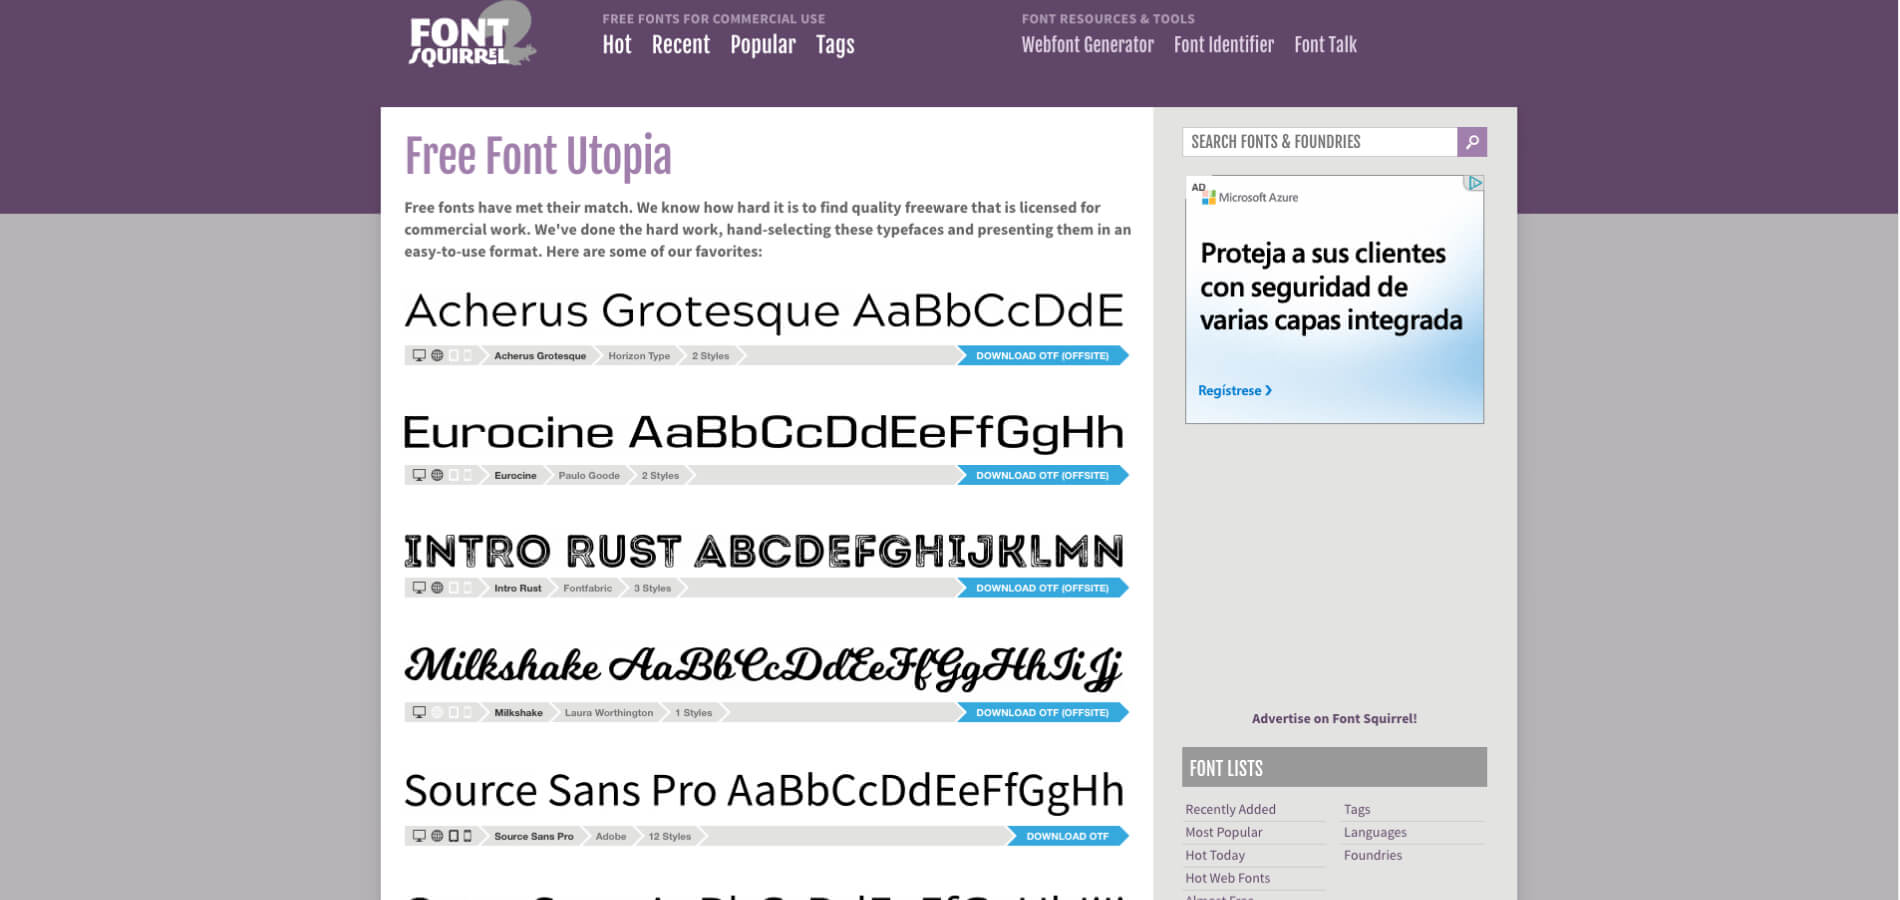 FONT
SQUIRREL
FREE FONTS FOR COMMERCIAL USE
Hot Recent Popular Tags
FONT RESOURCES & TOOLS
Webfont Generator Font Identifier Font Talk
Free Font Utopia
Free fonts have met their match. We know how hard it is to find quality freeware that is licensed for
commercial work. We've done the hard work, hand-selecting these typefaces and presenting them in an
easy-to-use format. Here are some of our favorites:
Acherus Grotesque AaBbCcDdE
Acherus Grotesque Horizon Type 2 Styles DOWNLOAD OTF (OFFSITE)
Eurocine AaBbCcDdEeFfGgHh
Eurocine Paulo Goode 2 Styles DOWNLOAD OTF (OFFSITE)
INTRO RUST ABCDEFGHIJKLMN
Intro Rust Fontfabric 3 Styles DOWNLOAD OTF (OFFSITE)
Milkshake AaBbCcDdEeFfGgHhIiJj
Milkshake Laura Worthington 1 Styles DOWNLOAD OTF (OFFSITE)
Source Sans Pro AaBbCcDdEeFfGgHh
Source Sans Pro Adobe 12 Styles DOWNLOAD OTF
SEARCH FONTS & FOUNDRIES
AD
Microsoft Azure
Proteja a sus clientes
con seguridad de
varias capas integrada
Regístrese
Advertise on Font Squirrel!
FONT LISTS
Recently Added Tags
Most Popular Languages
Hot Today Foundries
Hot Web Fonts